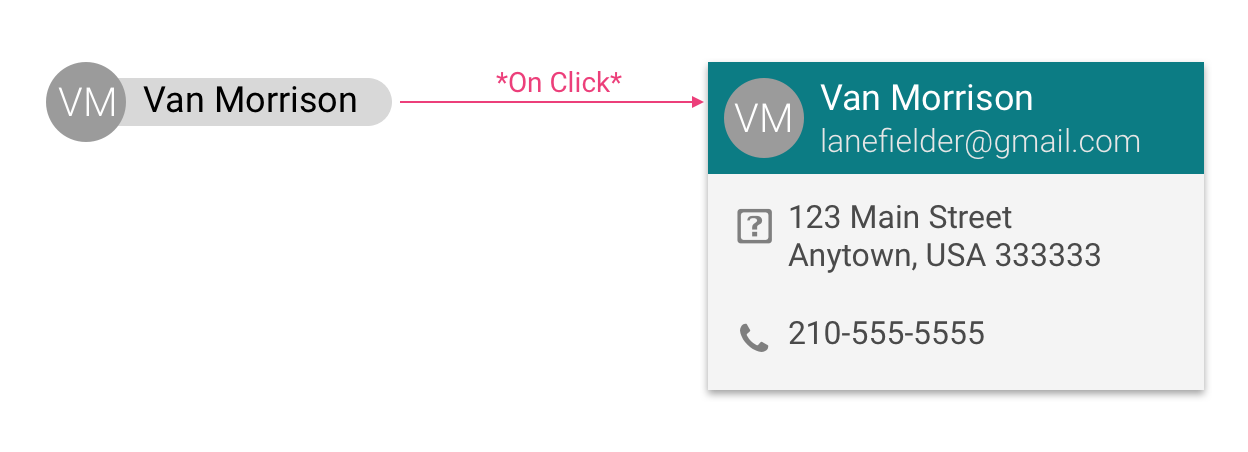 VM Van Morrison
*On Click*
VM
Van Morrison
lanefielder@gmail.com
123 Main Street
Anytown, USA 333333
210-555-5555